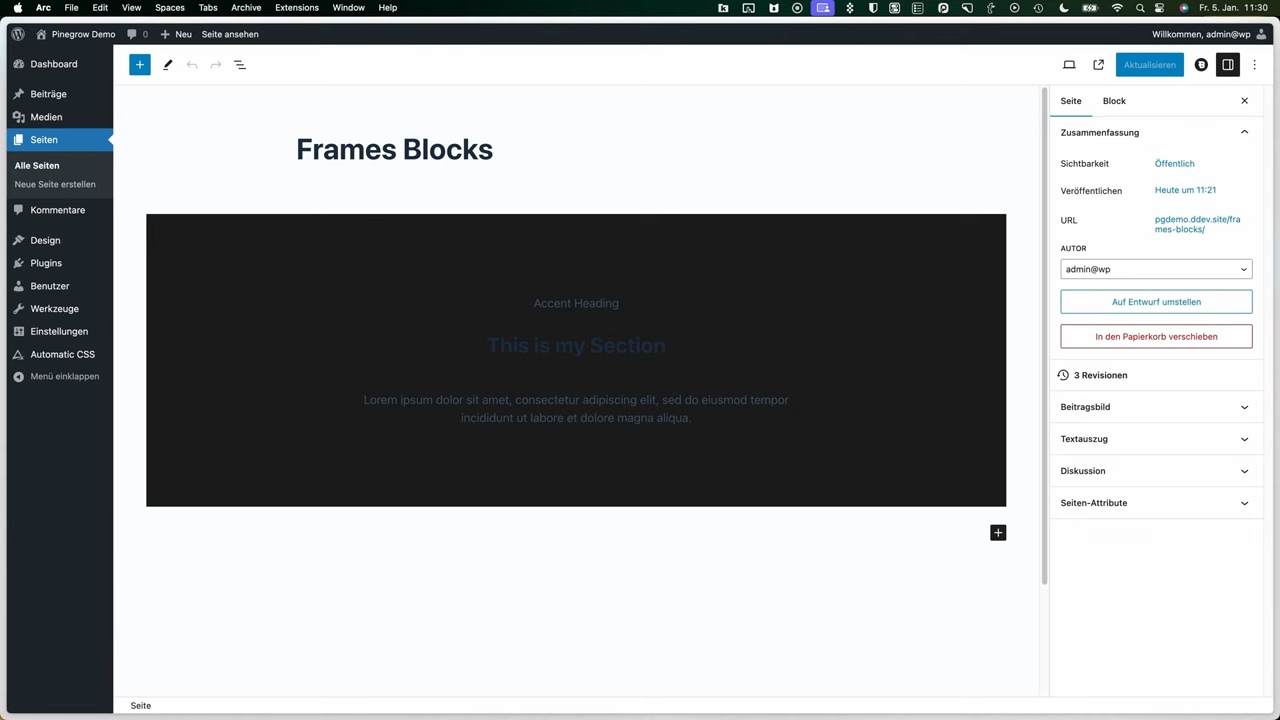 Arc File Edit View Spaces Tabs Archive Extensions Window Help Fr 5. Jan. 11:30
Pinegrow Demo 0 Neu Seite ansehen Willkommen, admin@wp
Dashboard
Beiträge
Medien
Seiten
Alle Seiten
Neue Seite erstellen
Kommentare
Design
Plugins
Benutzer
Werkzeuge
Einstellungen
Automatic CSS
Menü einklappen
Aktualisieren
Frames Blocks
Accent Heading
This is my Section
Lorem ipsum dolor sit amet, consectetur adipiscing elit, sed do eiusmod tempor
incididunt ut labore et dolore magna aliqua.
Seite Block
Zusammenfassung
Sichtbarkeit Öffentlich
Veröffentlichen Heute um 11:21
URL pgdemo.ddev.site/fra
mes-blocks/
AUTOR
admin@wp
Auf Entwurf umstellen
In den Papierkorb verschieben
3 Revisionen
Beitragsbild
Textauszug
Diskussion
Seiten-Attribute
Seite